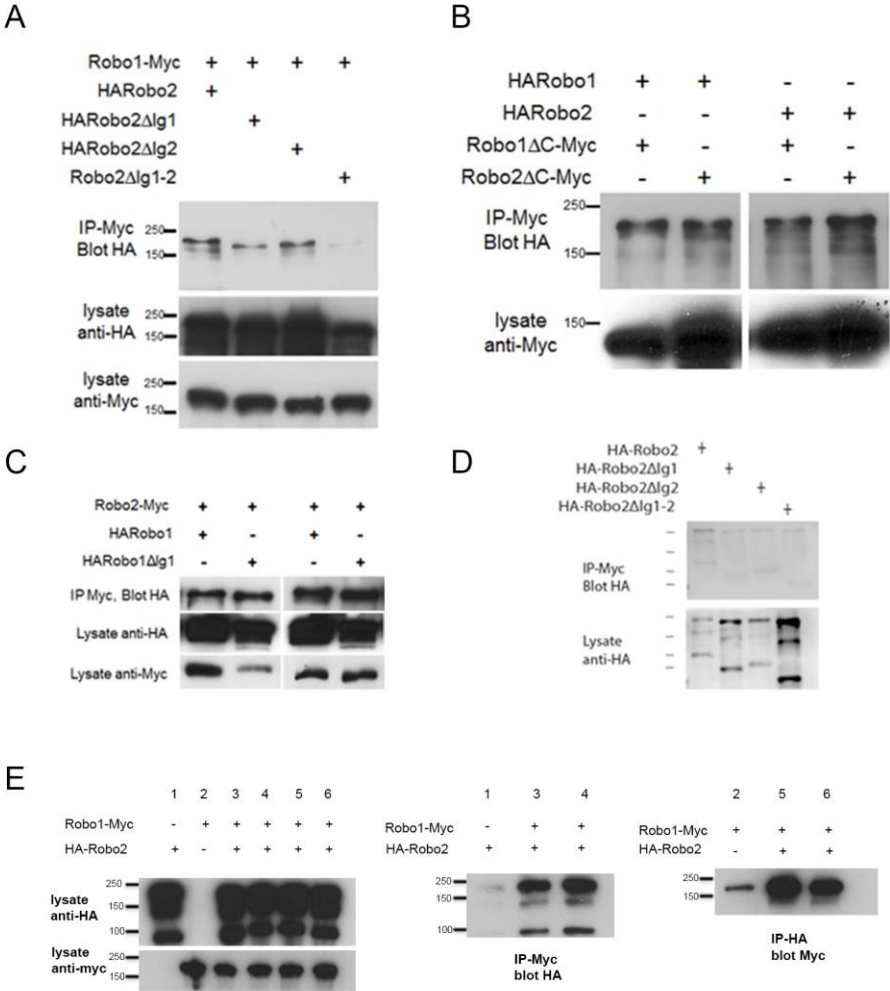 A
Robo1-Myc + + + +
HARobo2 +
HARobo2ΔIg1 +
HARobo2ΔIg2 +
Robo2ΔIg1-2 +
IP-Myc 250
Blot HA 150
lysate 250
anti-HA 150
lysate 250
anti-Myc 150
B
HARobo1 + + - -
HARobo2 - - + +
Robo1ΔC-Myc + - + -
Robo2ΔC-Myc - + - +
250
IP-Myc
Blot HA
150
lysate 150
anti-Myc
C
Robo2-Myc + + + +
HARobo1 + - + -
HARobo1ΔIg1 - + - +
IP Myc, Blot HA
Lysate anti-HA
Lysate anti-Myc
D
HA-Robo2 +
HA-Robo2ΔIg1 +
HA-Robo2ΔIg2 +
HA-Robo2ΔIg1-2 +
IP-Myc
Blot HA
Lysate
anti-HA
E
1 2 3 4 5 6
Robo1-Myc - + + + + +
HA-Robo2 + - + + + +
lysate 250
anti-HA 150
100
lysate 250
anti-myc 150
1 3 4
Robo1-Myc - + +
HA-Robo2 + + +
250
150
100
IP-Myc
blot HA
2 5 6
Robo1-Myc + + +
HA-Robo2 - + +
250
150
IP-HA
blot Myc